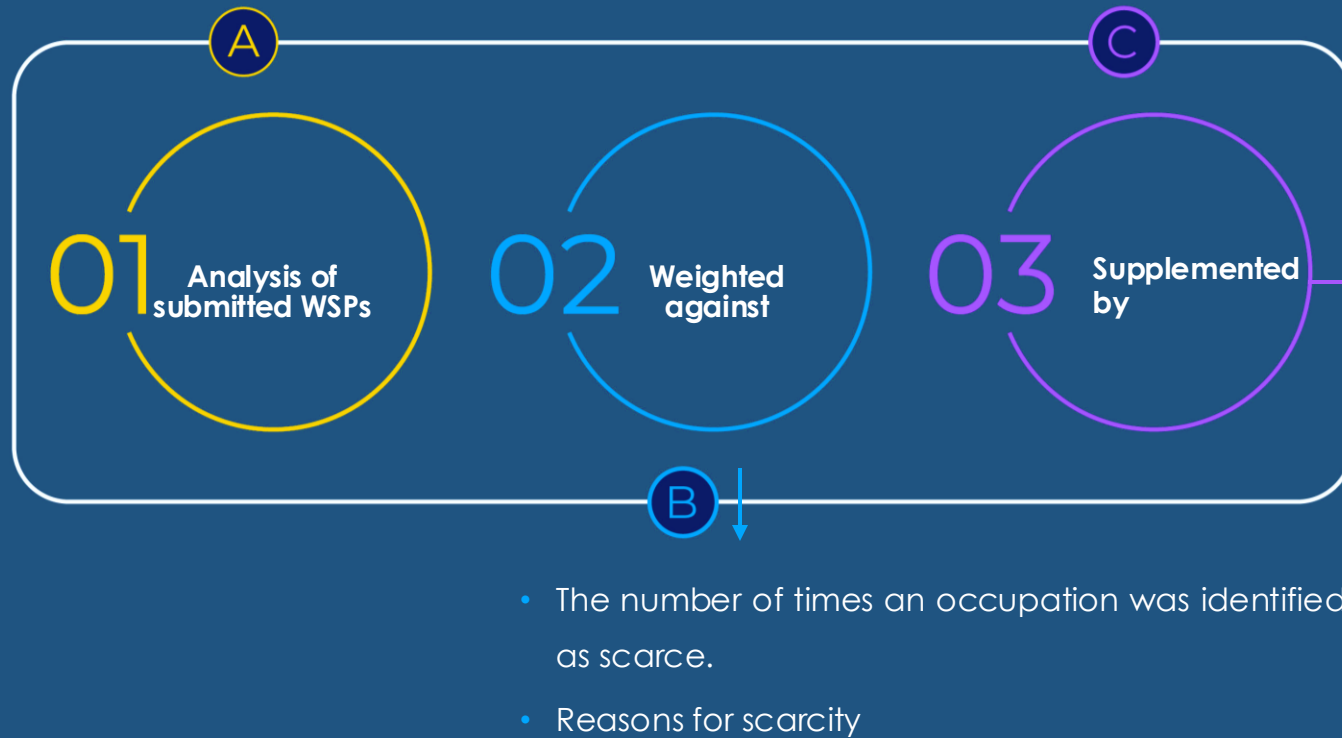 A
C
01
Analysis of
submitted WSPs
02
Weighted
against
03
Supplemented
by
B
• The number of times an occupation was identified
as scarce.
• Reasons for scarcity